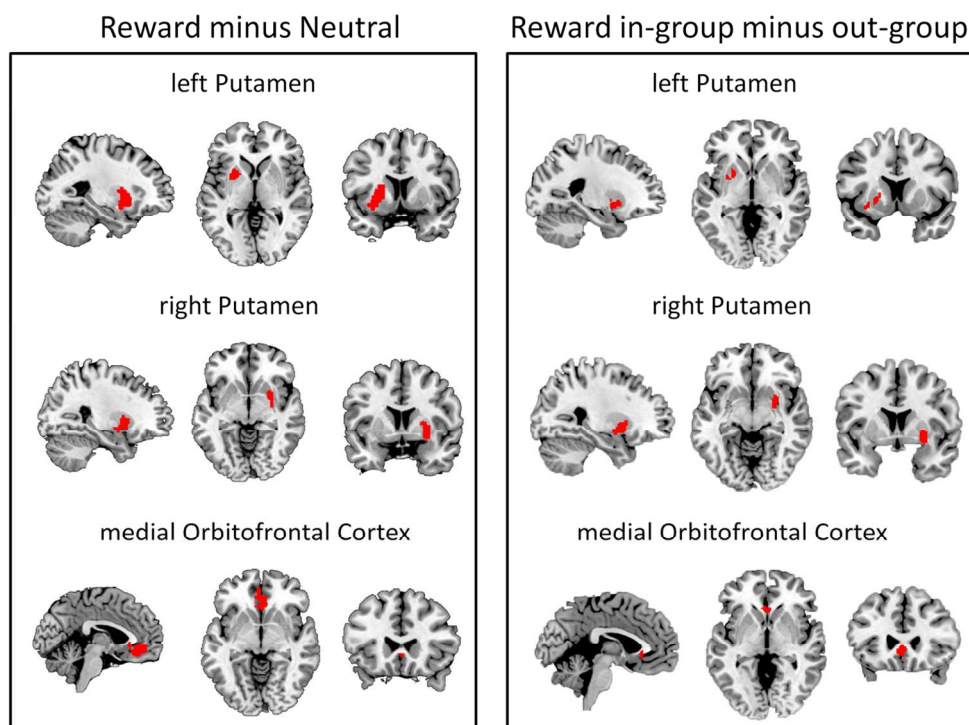 Reward minus Neutral
left Putamen
right Putamen
medial Orbitofrontal Cortex
Reward in-group minus out-group
left Putamen
right Putamen
medial Orbitofrontal Cortex